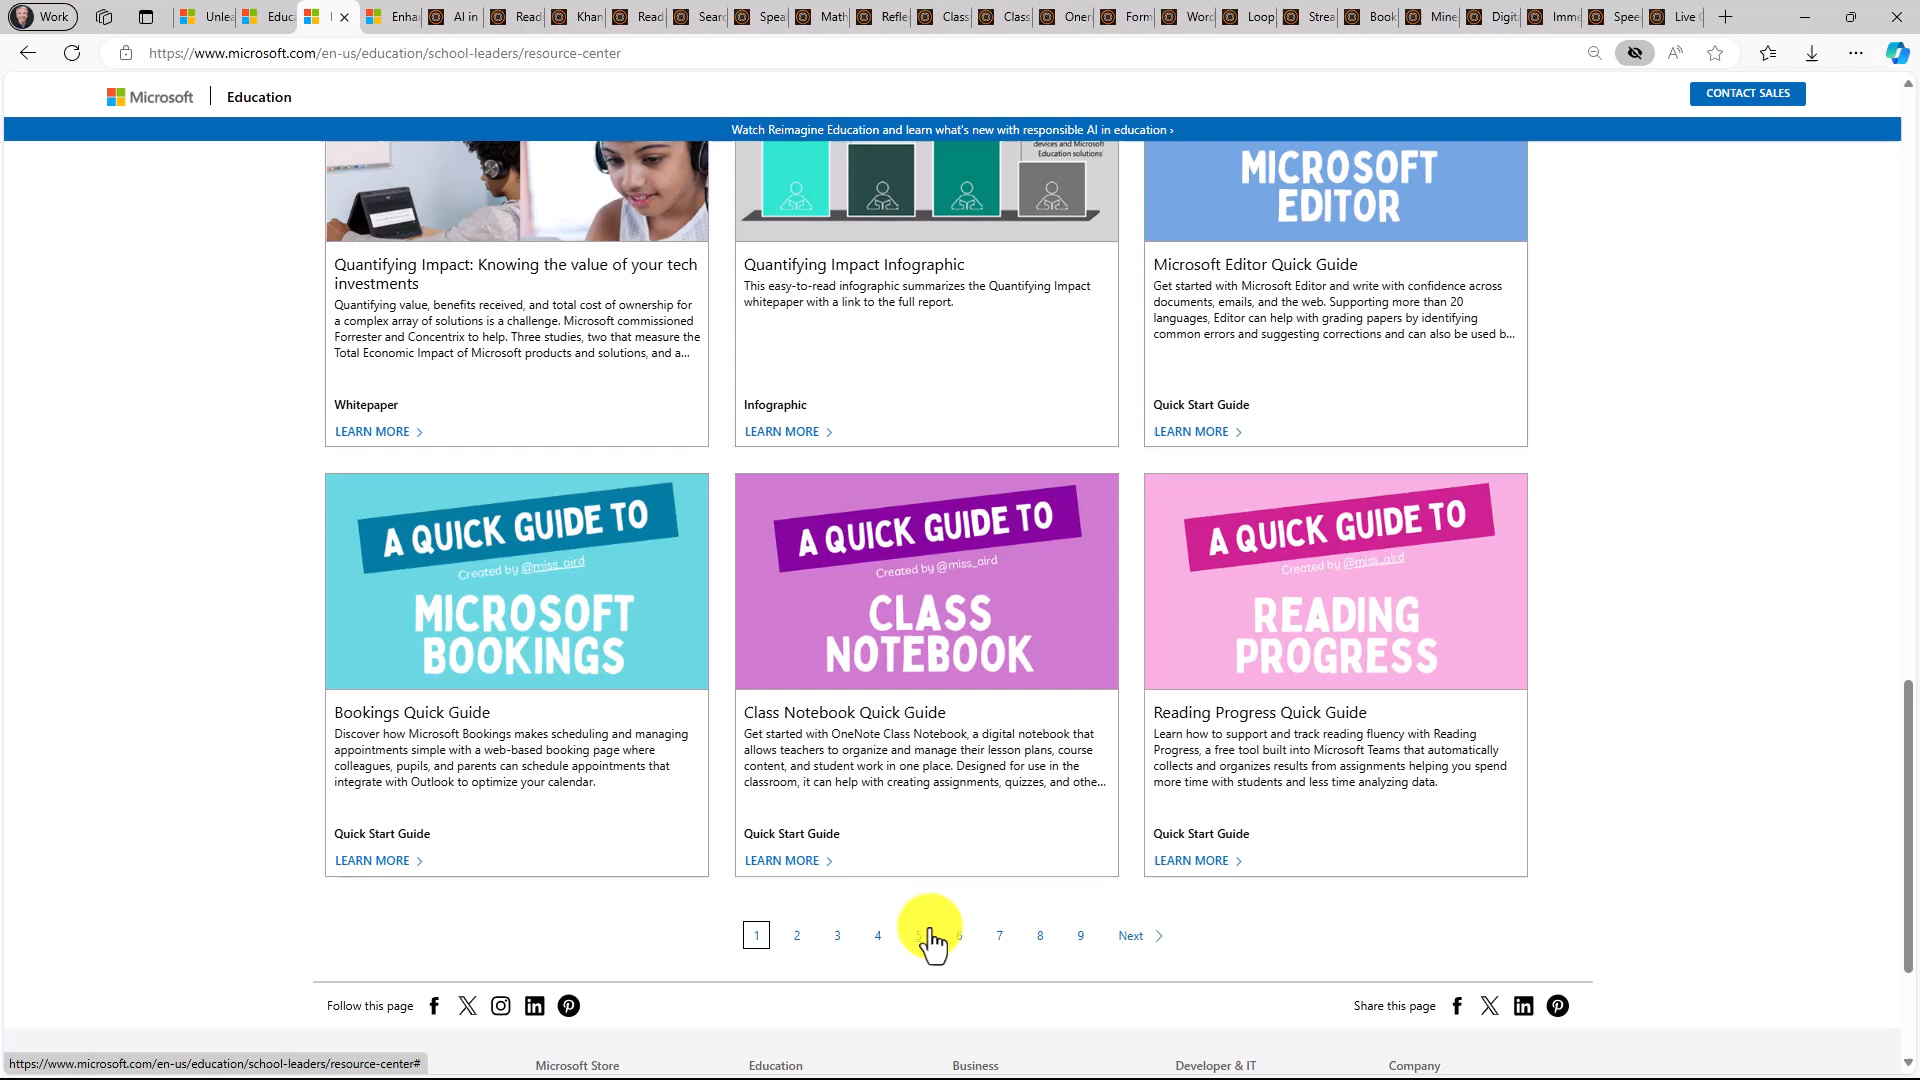 Work
Unlea
Educa
Enha
AI in
Readi
Khan
Read
Searc
Spea
Math
Refle
Class
Class
Onen
Form
Word
Loop
Strea
Book
Mine
Digit
Imme
Spee
Live C
https://www.microsoft.com/en-us/education/school-leaders/resource-center
Microsoft | Education
CONTACT SALES
Watch Reimagine Education and learn what's new with responsible AI in education ›
devices and Microsoft
Education solutions
MICROSOFT
EDITOR
Quantifying Impact: Knowing the value of your tech
investments
Quantifying value, benefits received, and total cost of ownership for
a complex array of solutions is a challenge. Microsoft commissioned
Forrester and Concentrix to help. Three studies, two that measure the
Total Economic Impact of Microsoft products and solutions, and a...
Whitepaper
LEARN MORE
Quantifying Impact Infographic
This easy-to-read infographic summarizes the Quantifying Impact
whitepaper with a link to the full report.
Infographic
LEARN MORE
Microsoft Editor Quick Guide
Get started with Microsoft Editor and write with confidence across
documents, emails, and the web. Supporting more than 20
languages, Editor can help with grading papers by identifying
common errors and suggesting corrections and can also be used b...
Quick Start Guide
LEARN MORE
A QUICK GUIDE TO
Created by @miss_aird
MICROSOFT
BOOKINGS
Bookings Quick Guide
Discover how Microsoft Bookings makes scheduling and managing
appointments simple with a web-based booking page where
colleagues, pupils, and parents can schedule appointments that
integrate with Outlook to optimize your calendar.
Quick Start Guide
LEARN MORE
A QUICK GUIDE TO
Created by @miss_aird
CLASS
NOTEBOOK
Class Notebook Quick Guide
Get started with OneNote Class Notebook, a digital notebook that
allows teachers to organize and manage their lesson plans, course
content, and student work in one place. Designed for use in the
classroom, it can help with creating assignments, quizzes, and othe...
Quick Start Guide
LEARN MORE
A QUICK GUIDE TO
Created by @miss_aird
READING
PROGRESS
Reading Progress Quick Guide
Learn how to support and track reading fluency with Reading
Progress, a free tool built into Microsoft Teams that automatically
collects and organizes results from assignments helping you spend
more time with students and less time analyzing data.
Quick Start Guide
LEARN MORE
1 2 3 4 5 6 7 8 9 Next
Follow this page
Share this page
https://www.microsoft.com/en-us/education/school-leaders/resource-center#
Microsoft Store
Education
Business
Developer & IT
Company